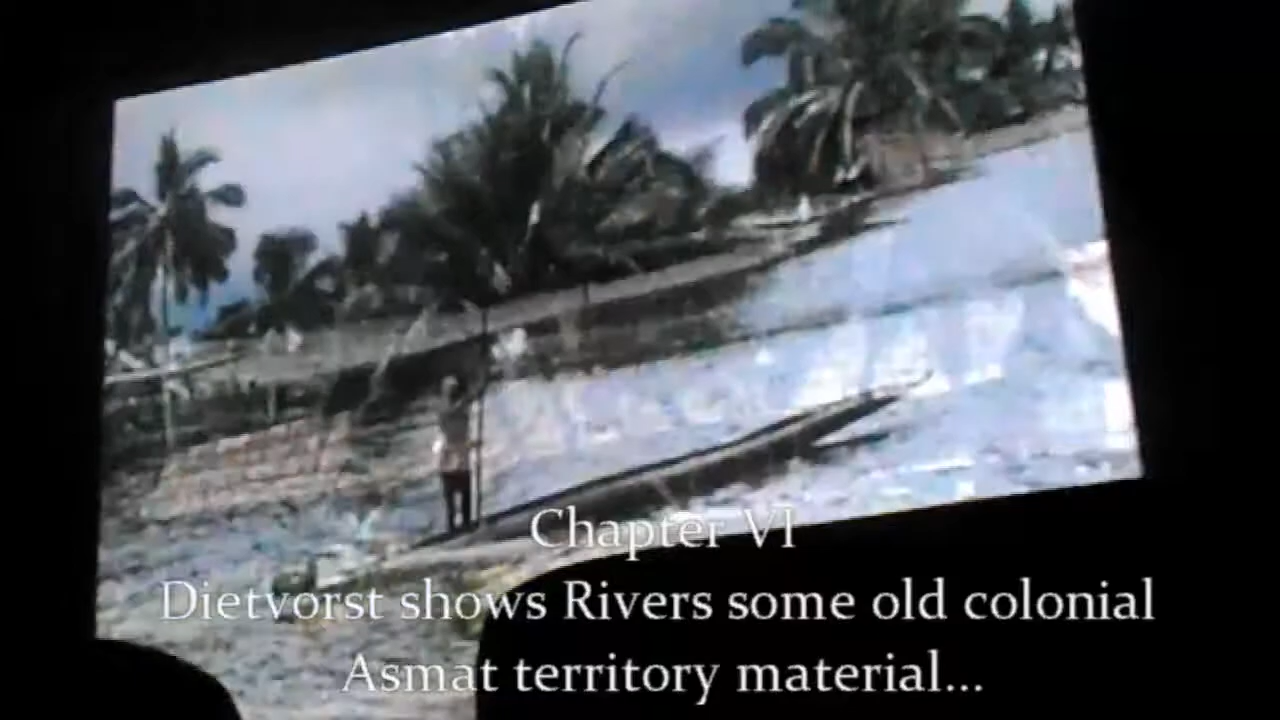 Chapter VI
Dietvorst shows Rivers some old colonial
Asmat territory material...